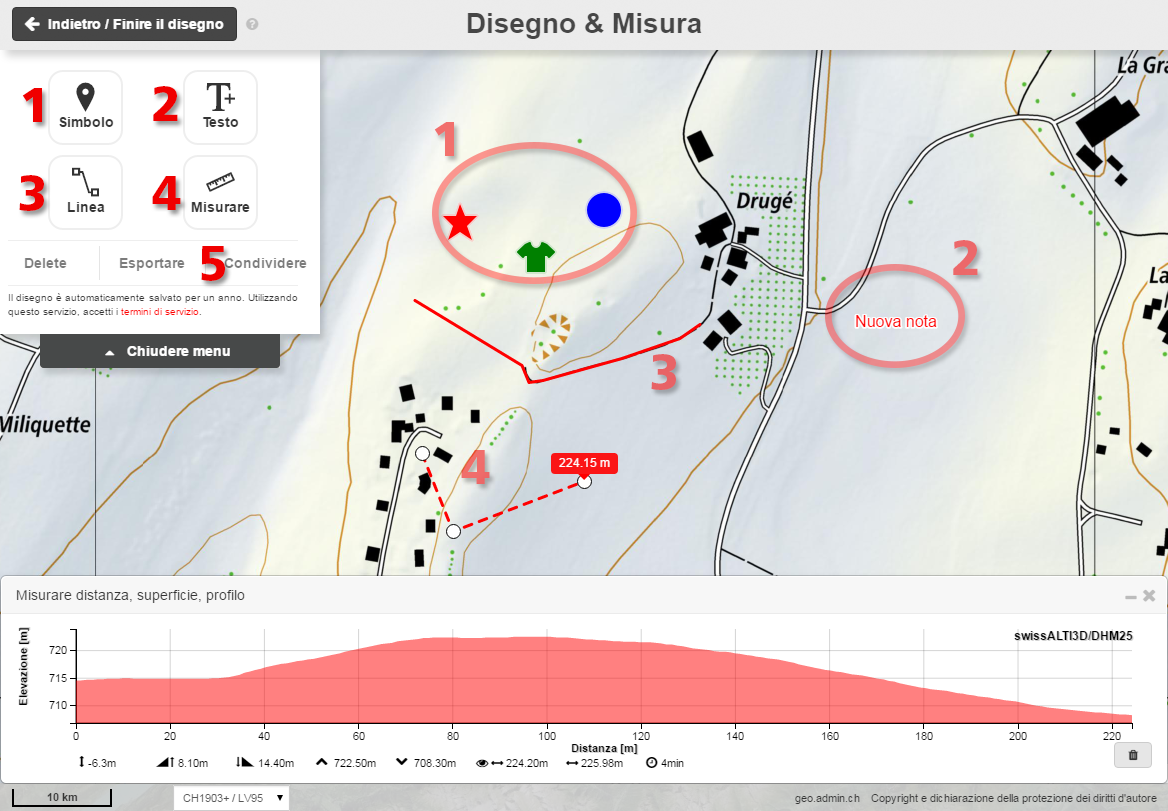 Indietro / Finire il disegno
Disegno & Misura
1 Simbolo
2 Testo
3 Linea
4 Misurare
Delete
Esportare
5 Condividere
Il disegno è automaticamente salvato per un anno. Utilizzando
questo servizio, accetti i termini di servizio.
Chiudere menu
La Gra
1
Drugé
2
La
Nuova nota
3
Miliquette
4
224.15 m
Misurare distanza, superficie, profilo
swissALTI3D/DHM25
Elevazione [m]
720
715
710
0 20 40 60 80 100 120 140 160 180 200 220
Distanza [m]
-6.3m 8.10m 14.40m 722.50m 708.30m 224.20m 225.98m 4min
10 km
CH1903+ / LV95
geo.admin.ch Copyright e dichiarazione della protezione dei diritti d'autore